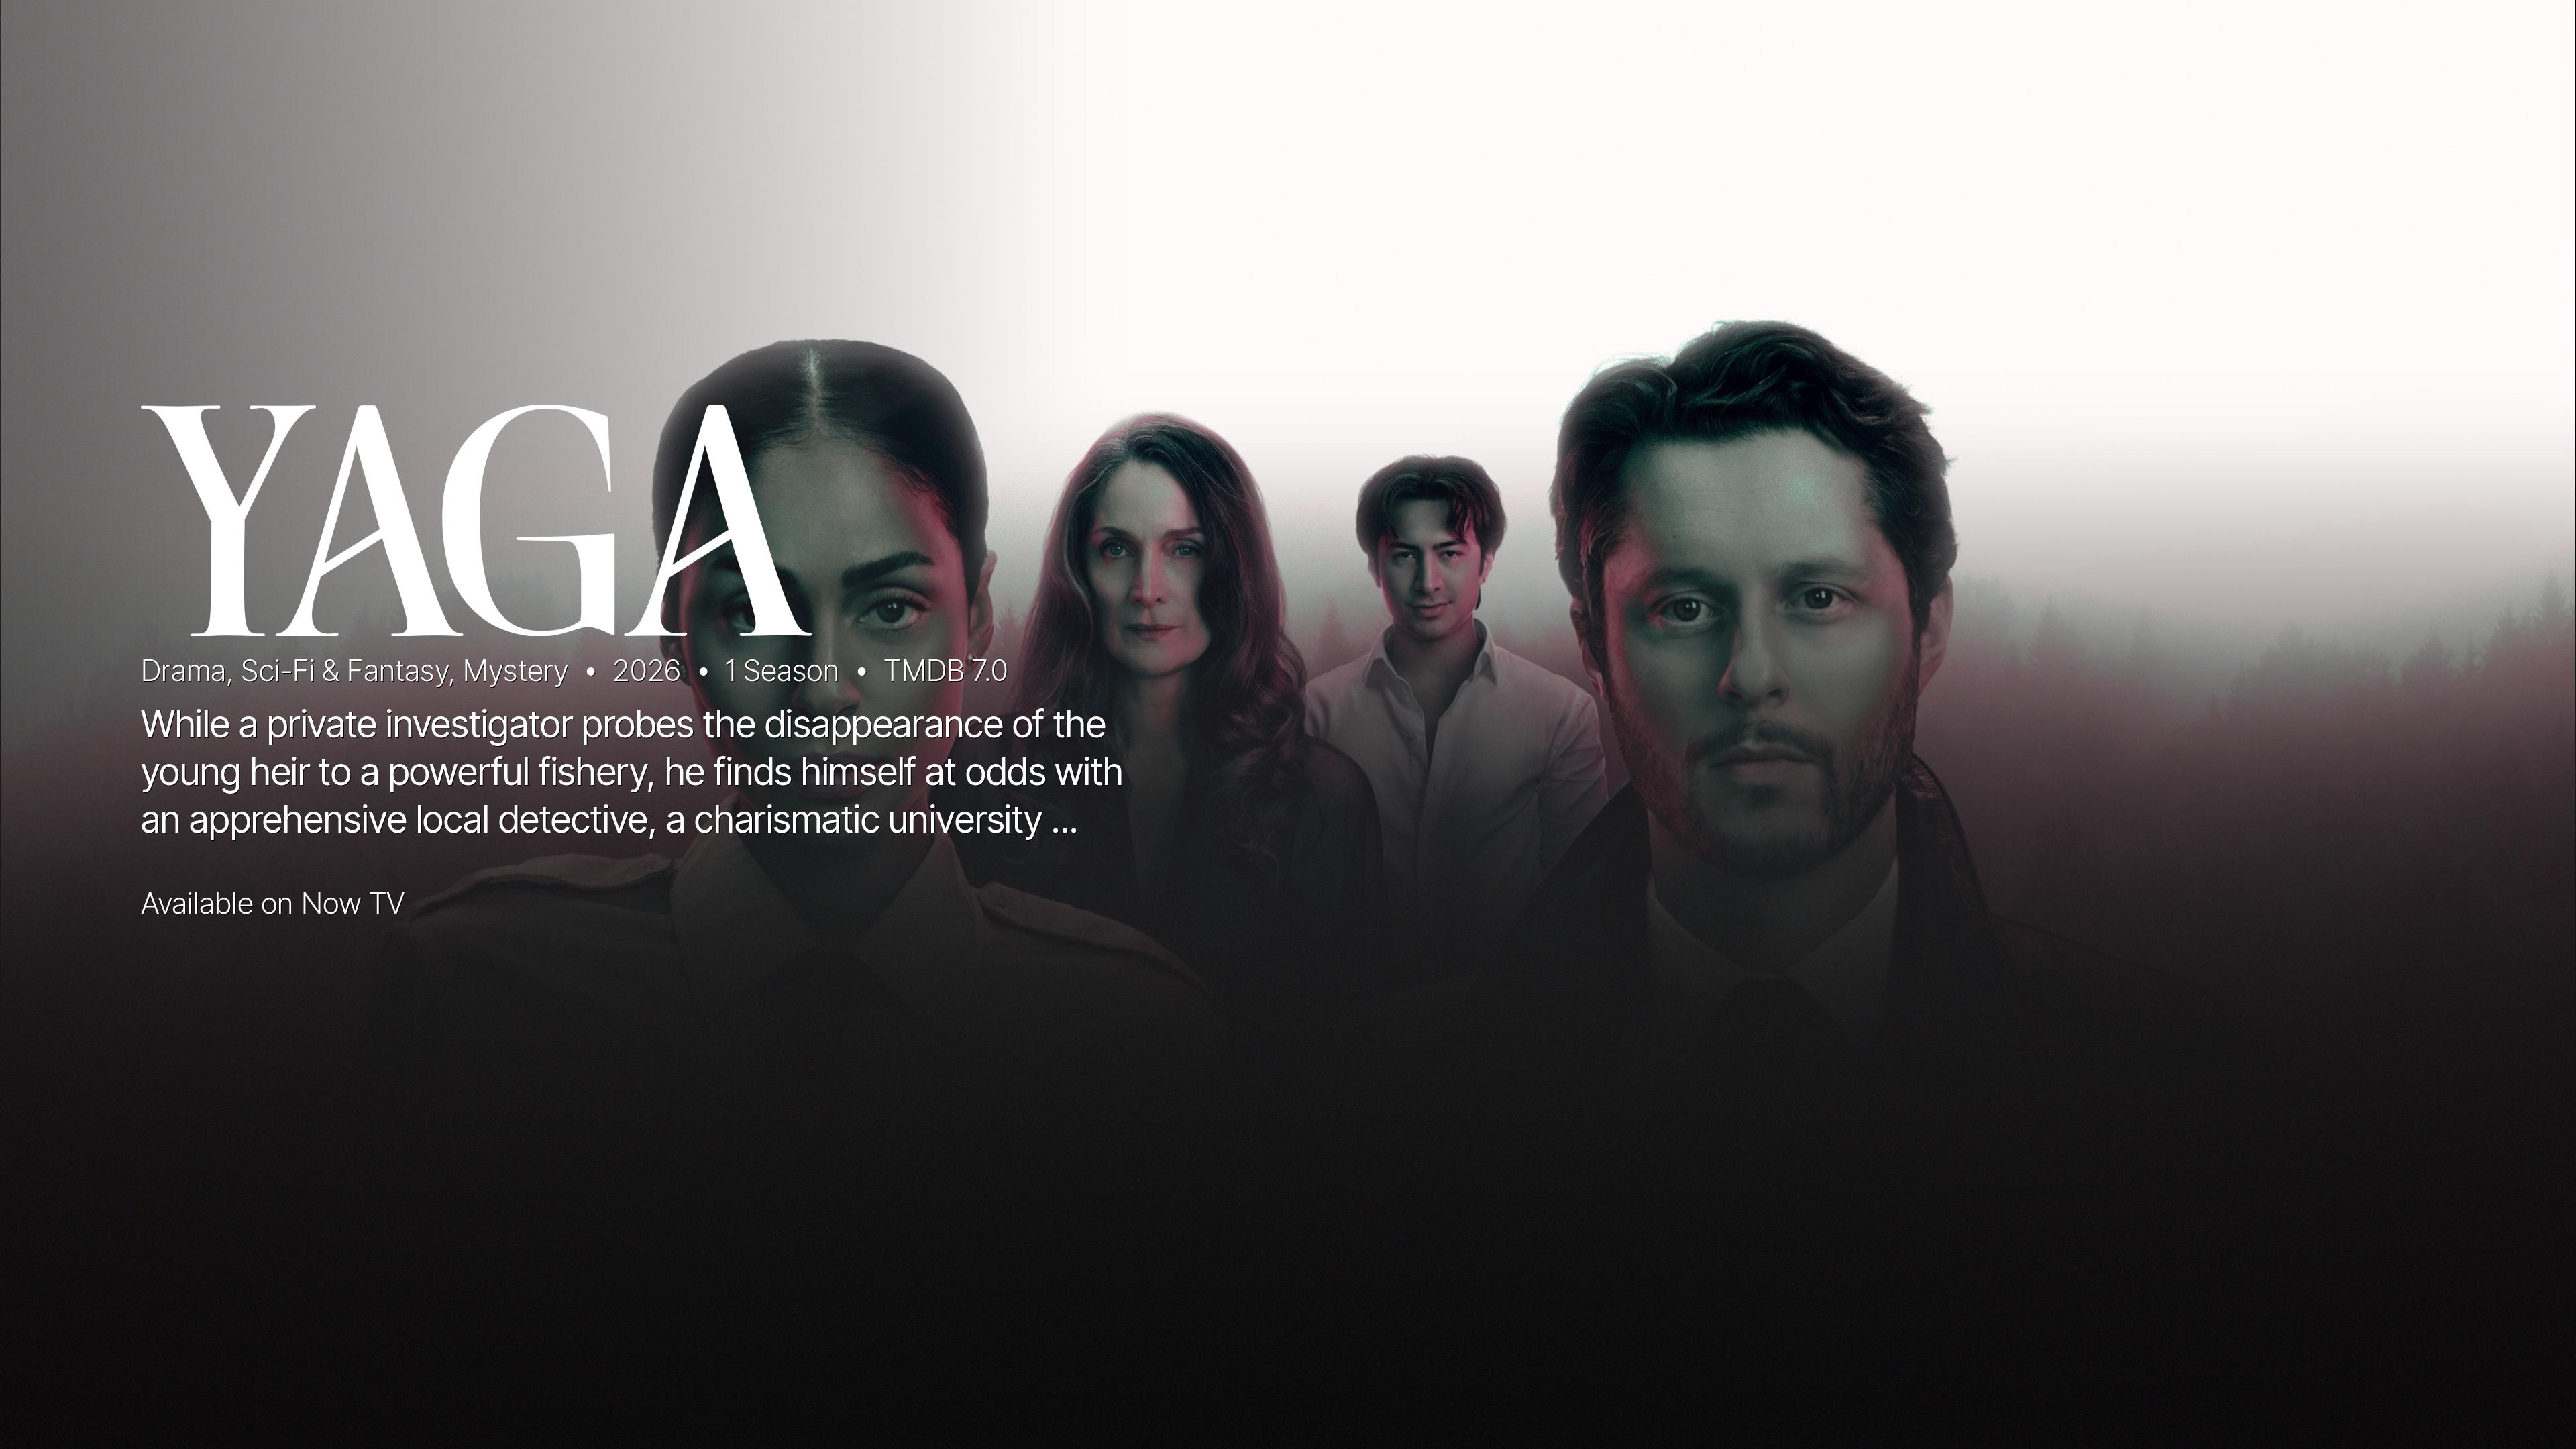 YAGA
Drama, Sci-Fi & Fantasy, Mystery • 2026 • 1 Season • TMDB 7.0
While a private investigator probes the disappearance of the
young heir to a powerful fishery, he finds himself at odds with
an apprehensive local detective, a charismatic university ...
Available on Now TV